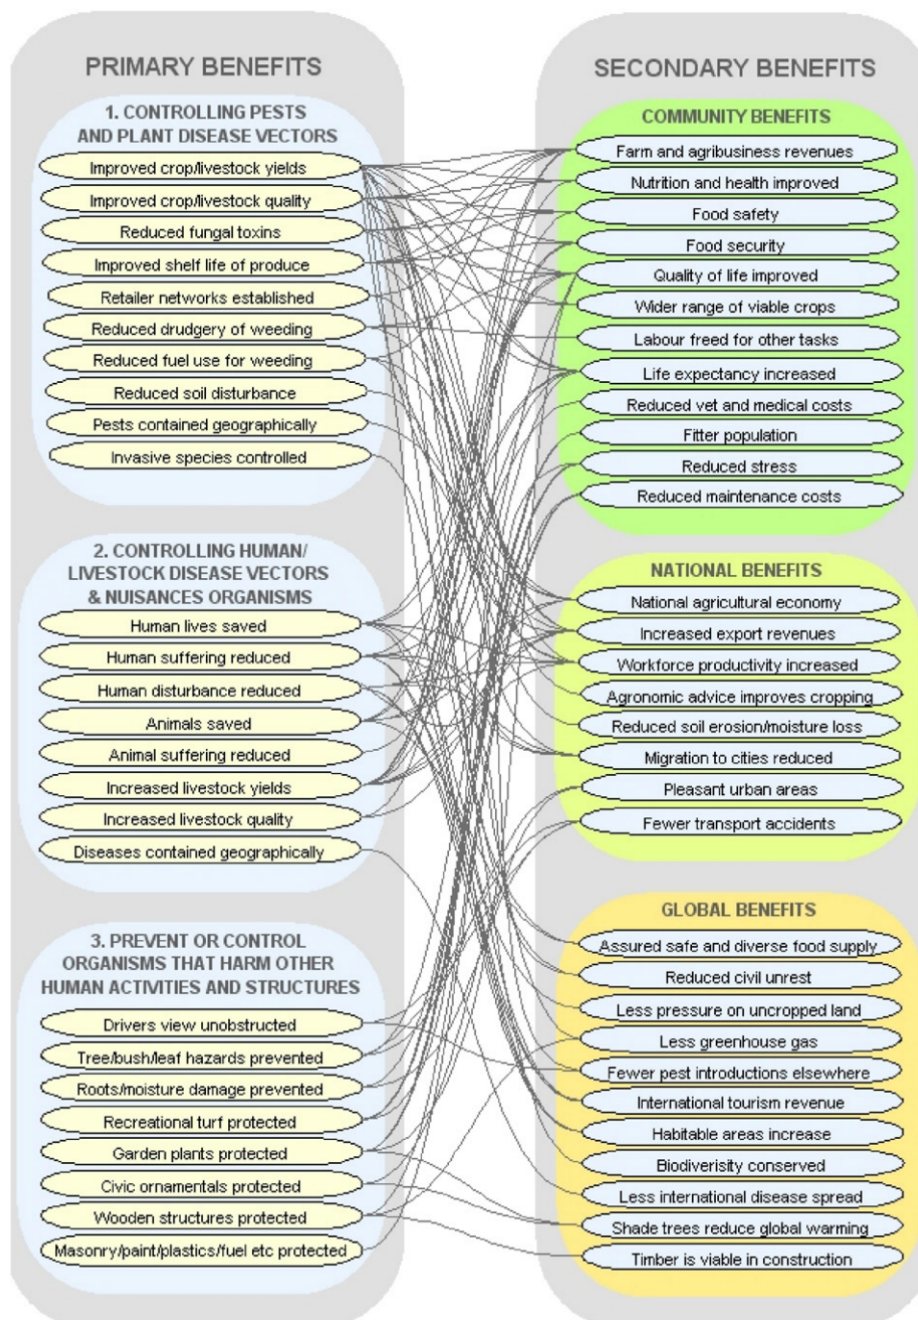 PRIMARY BENEFITS
1. CONTROLLING PESTS
AND PLANT DISEASE VECTORS
Improved crop/livestock yields
Improved crop/livestock quality
Reduced fungal toxins
Improved shelf life of produce
Retailer networks established
Reduced drudgery of weeding
Reduced fuel use for weeding
Reduced soil disturbance
Pests contained geographically
Invasive species controlled
2. CONTROLLING HUMAN/
LIVESTOCK DISEASE VECTORS
& NUISANCES ORGANISMS
Human lives saved
Human suffering reduced
Human disturbance reduced
Animals saved
Animal suffering reduced
Increased livestock yields
Increased livestock quality
Diseases contained geographically
3. PREVENT OR CONTROL
ORGANISMS THAT HARM OTHER
HUMAN ACTIVITIES AND STRUCTURES
Drivers view unobstructed
Tree/bush/leaf hazards prevented
Roots/moisture damage prevented
Recreational turf protected
Garden plants protected
Civic ornamentals protected
Wooden structures protected
Masonry/paint/plastics/fuel etc protected
SECONDARY BENEFITS
COMMUNITY BENEFITS
Farm and agribusiness revenues
Nutrition and health improved
Food safety
Food security
Quality of life improved
Wider range of viable crops
Labour freed for other tasks
Life expectancy increased
Reduced vet and medical costs
Fitter population
Reduced stress
Reduced maintenance costs
NATIONAL BENEFITS
National agricultural economy
Increased export revenues
Workforce productivity increased
Agronomic advice improves cropping
Reduced soil erosion/moisture loss
Migration to cities reduced
Pleasant urban areas
Fewer transport accidents
GLOBAL BENEFITS
Assured safe and diverse food supply
Reduced civil unrest
Less pressure on uncropped land
Less greenhouse gas
Fewer pest introductions elsewhere
International tourism revenue
Habitable areas increase
Biodiverisity conserved
Less international disease spread
Shade trees reduce global warming
Timber is viable in construction